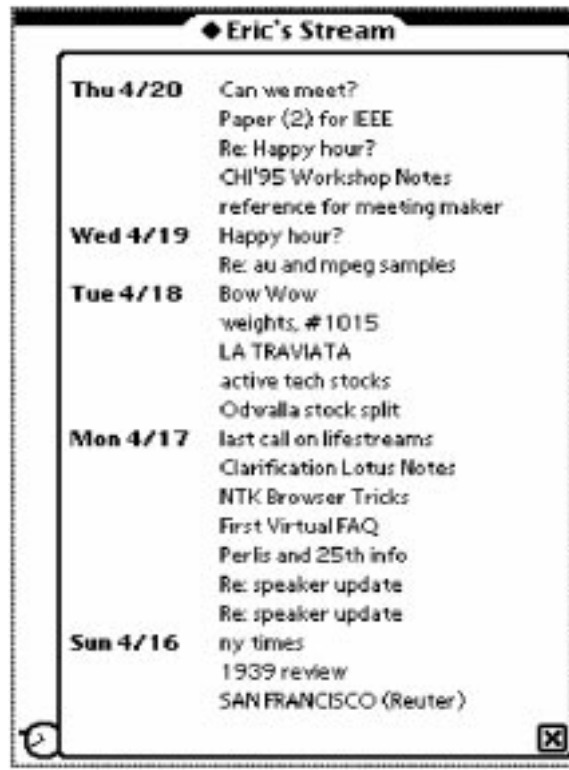 ◆ Eric's Stream
Thu 4/20 Can we meet?
Paper (2) for IEEE
Re: Happy hour?
CHI'95 Workshop Notes
reference for meeting maker
Wed 4/19 Happy hour?
Re: au and mpeg samples
Tue 4/18 Bow Wow
weights, #1015
LA TRAVIATA
active tech stocks
Odwalla stock split
Mon 4/17 last call on lifestreams
Clarification Lotus Notes
NTK Browser Tricks
First Virtual FAQ
Perlis and 25th info
Re: speaker update
Re: speaker update
Sun 4/16 ny times
1939 review
SAN FRANCISCO (Reuter)